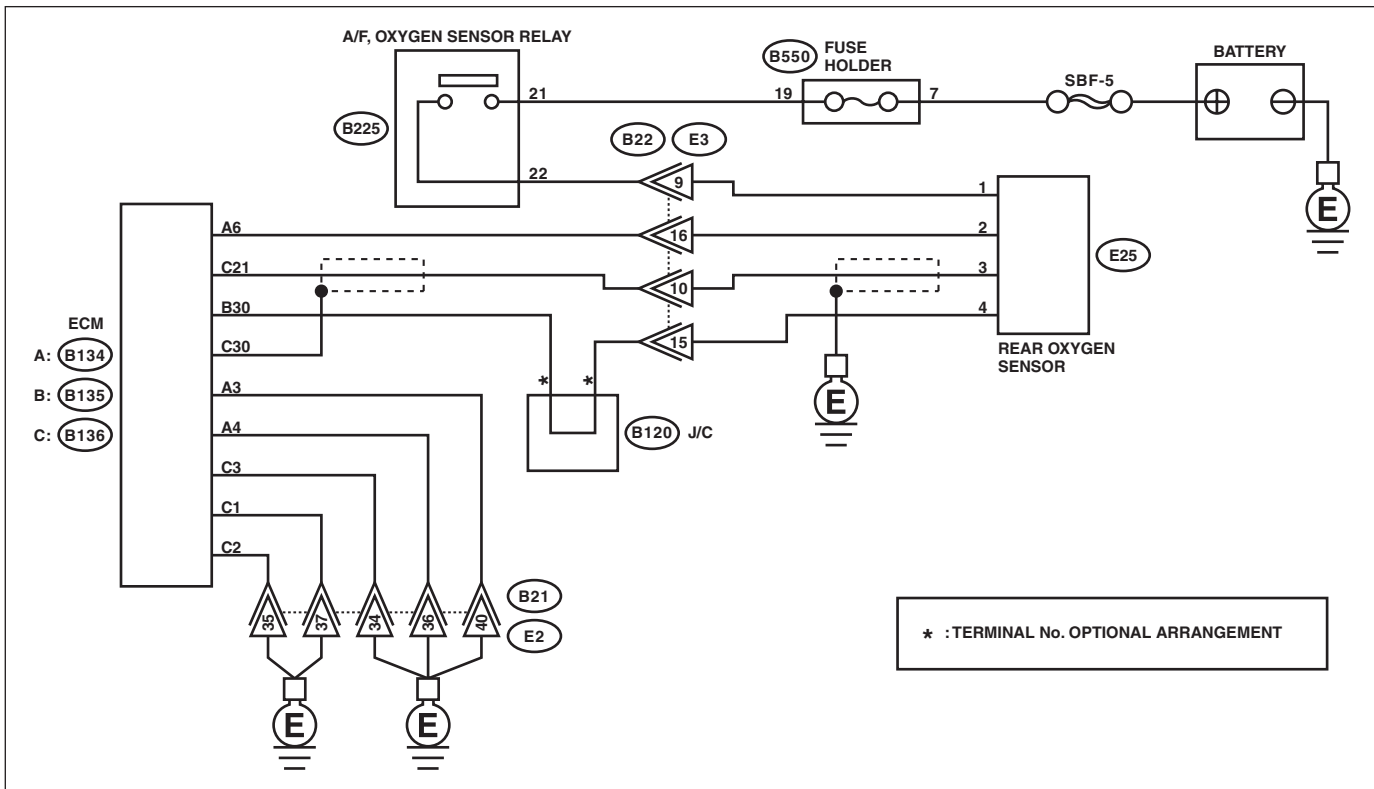 A/F, OXYGEN SENSOR RELAY
B550
FUSE
HOLDER
SBF-5
BATTERY
21
19
7
B225
B22
E3
22
9
1
A6
16
2
C21
10
3
E25
B30
15
4
ECM
C30
REAR OXYGEN
SENSOR
A: B134
A3
* *
B: B135
E
E
A4
B120 J/C
C: B136
C3
C1
C2
35
37
34
36
40
B21
E2
* : TERMINAL No. OPTIONAL ARRANGEMENT
E
E